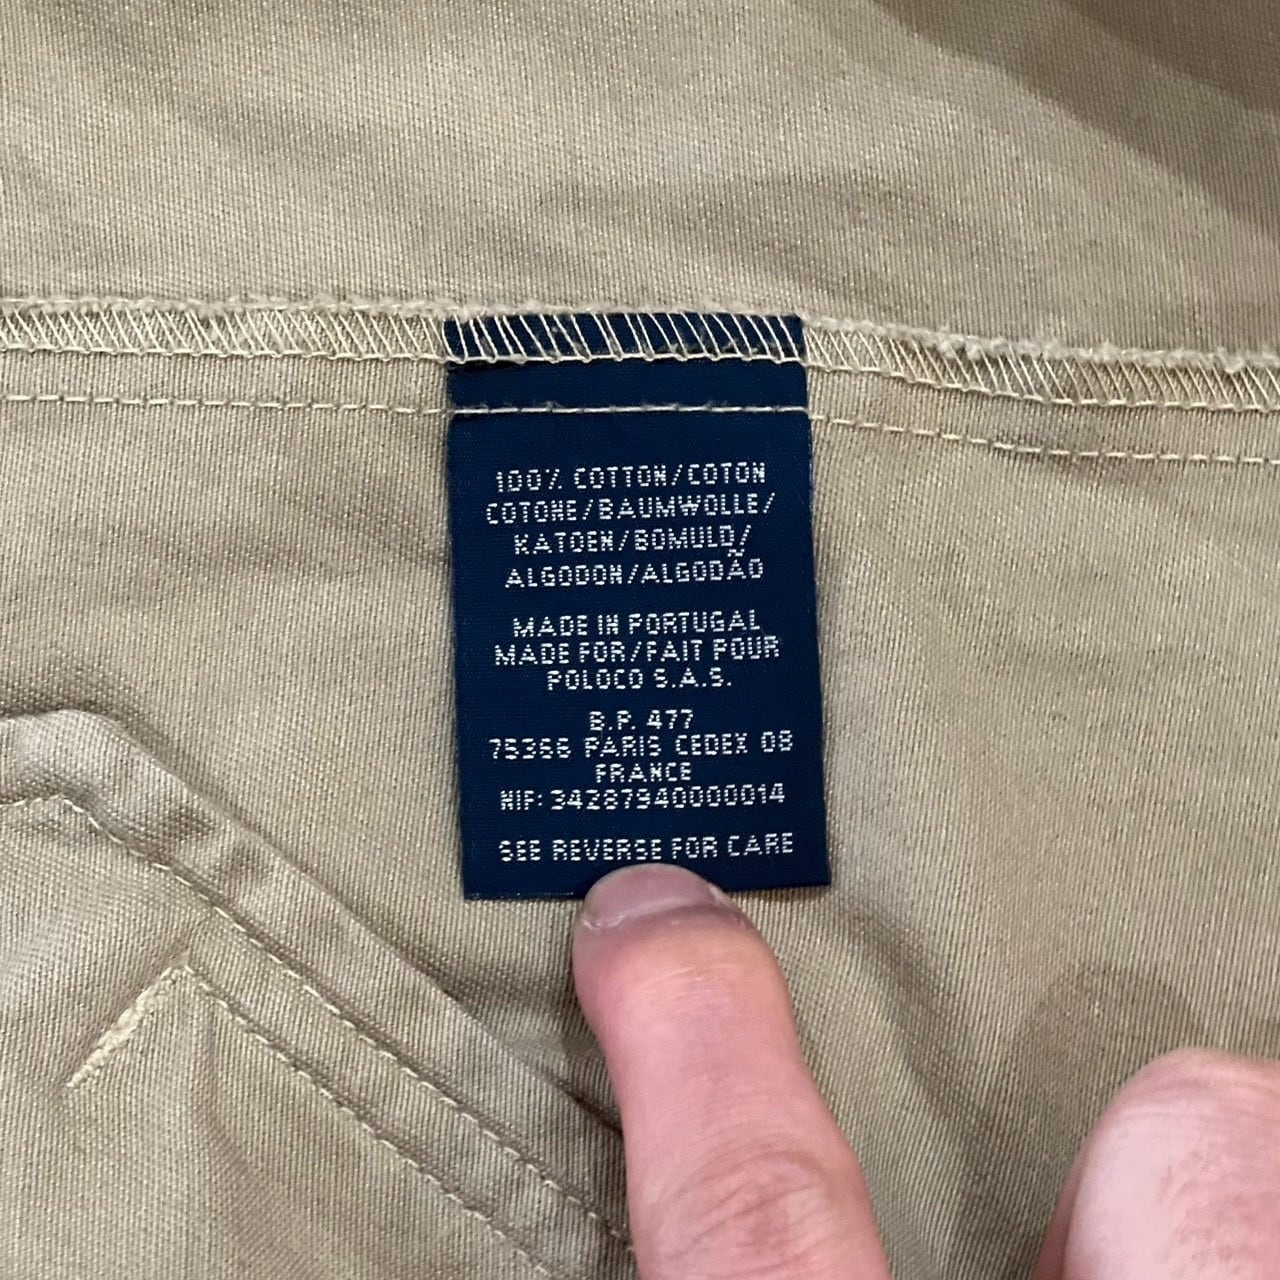 100% COTTON/COTON
COTONE/BAUMWOLLE/
KATOEN/BOMULD/
ALGODON/ALGODÃO
MADE IN PORTUGAL
MADE FOR/FAIT POUR
POLOCO S.A.S.
B.P. 477
75366 PARIS CEDEX 08
FRANCE
NIF: 34287940000014
SEE REVERSE FOR CARE